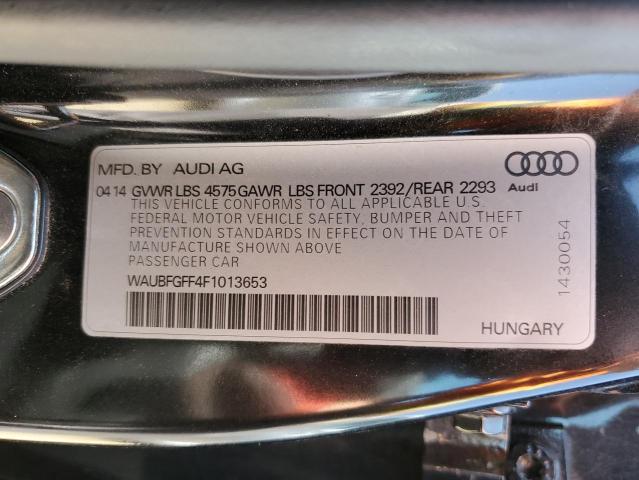 MFD. BY AUDI AG
04 14 GVWR LBS 4575 GAWR LBS FRONT 2392/REAR 2293
Audi
THIS VEHICLE CONFORMS TO ALL APPLICABLE U.S.
FEDERAL MOTOR VEHICLE SAFETY, BUMPER AND THEFT
PREVENTION STANDARDS IN EFFECT ON THE DATE OF
MANUFACTURE SHOWN ABOVE
PASSENGER CAR
WAUBFGFF4F1013653
1430054
HUNGARY